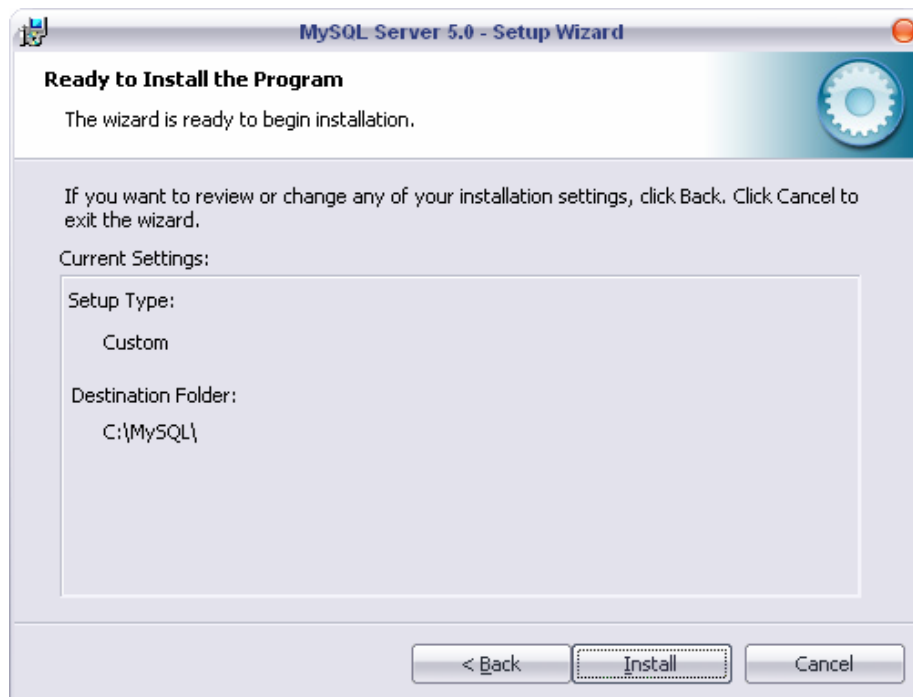 MySQL Server 5.0 - Setup Wizard
Ready to Install the Program
The wizard is ready to begin installation.
If you want to review or change any of your installation settings, click Back. Click Cancel to
exit the wizard.
Current Settings:
Setup Type:
Custom
Destination Folder:
C:\MySQL\
< Back
Install
Cancel